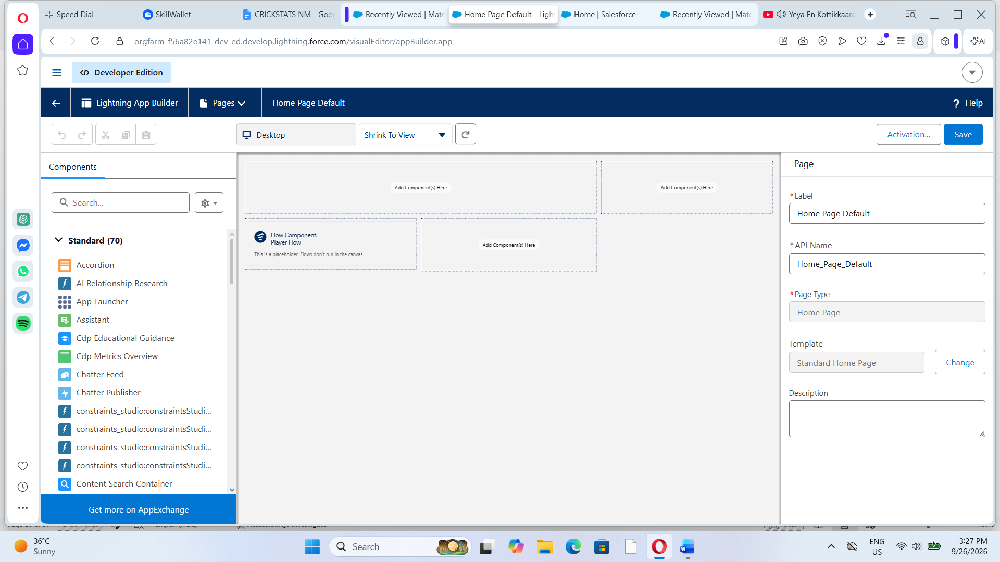 Speed Dial
SkillWallet
CRICKSTATS NM - Goo
Recently Viewed | Matc
Home Page Default - Light
Home | Salesforce
Recently Viewed | Matc
Yeya En Kottikkaara
orgfarm-f56a82e141-dev-ed.develop.lightning.force.com/visualEditor/appBuilder.app
AI
Developer Edition
Lightning App Builder
Pages
Home Page Default
? Help
Desktop
Shrink To View
Activation...
Save
Components
Search...
Standard (70)
Accordion
AI Relationship Research
App Launcher
Assistant
Cdp Educational Guidance
Cdp Metrics Overview
Chatter Feed
Chatter Publisher
constraints_studio:constraintsStudi...
constraints_studio:constraintsStudi...
constraints_studio:constraintsStudi...
constraints_studio:constraintsStudi...
Content Search Container
Get more on AppExchange
Add Component(s) Here
Add Component(s) Here
Flow Component:
Player Flow
This is a placeholder. Flows don't run in the canvas.
Add Component(s) Here
Page
*Label
Home Page Default
*API Name
Home_Page_Default
*Page Type
Home Page
Template
Standard Home Page
Change
Description
36°C
Sunny
Search
ENG
US
3:27 PM
9/26/2026